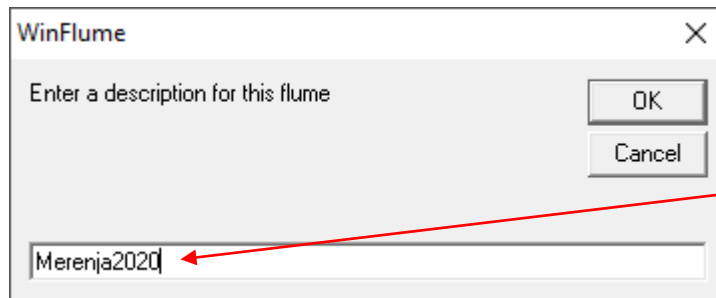 WinFlume
Enter a description for this flume
OK
Cancel
Merenja2020